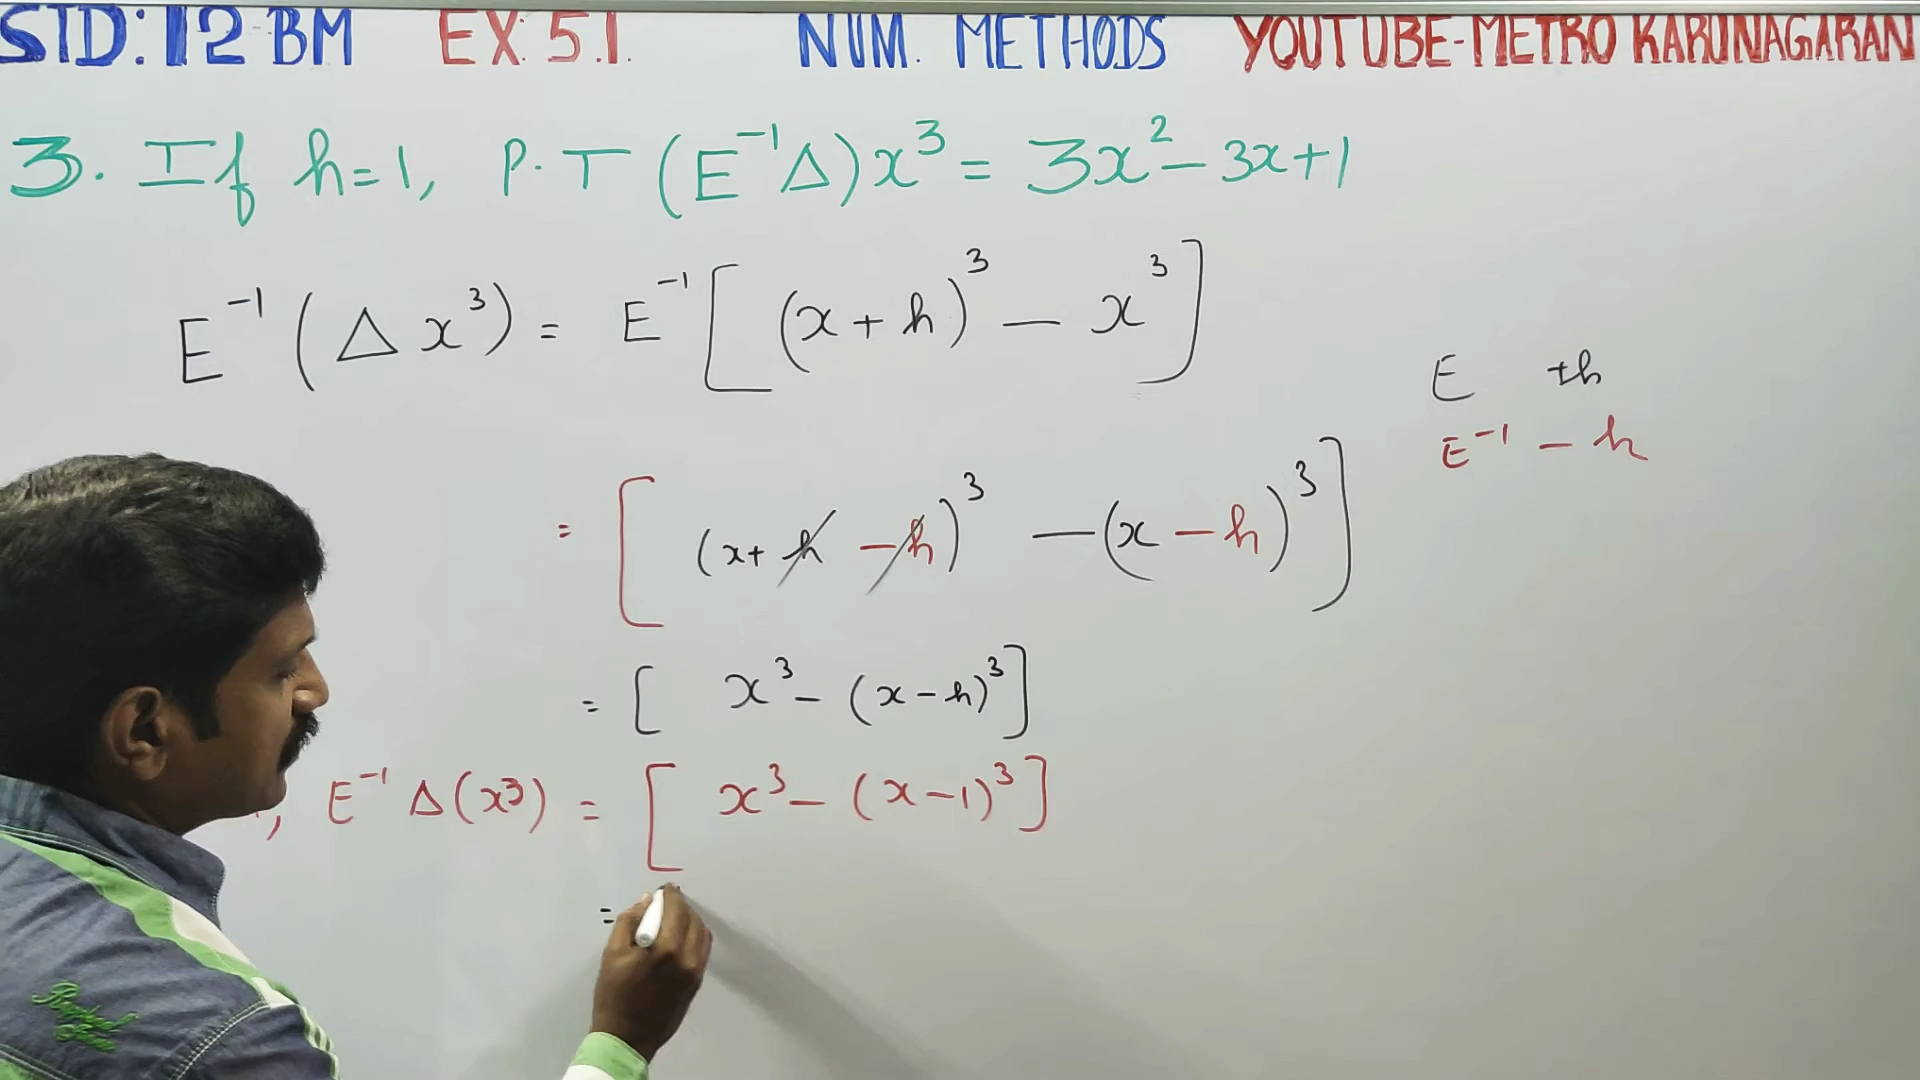 STD: 12 BM EX: 5.1. NUM. METHODS YOUTUBE-METRO KARUNAGARAN
3. If h=1, P.T (E⁻¹Δ)x³ = 3x² - 3x+1
E⁻¹(Δx³) = E⁻¹[(x+h)³ - x³]
E +h
E⁻¹ - h
= [(x+h-h)³ - (x-h)³]
= [x³ - (x-h)³]
, E⁻¹Δ(x³) = [x³ - (x-1)³]
=